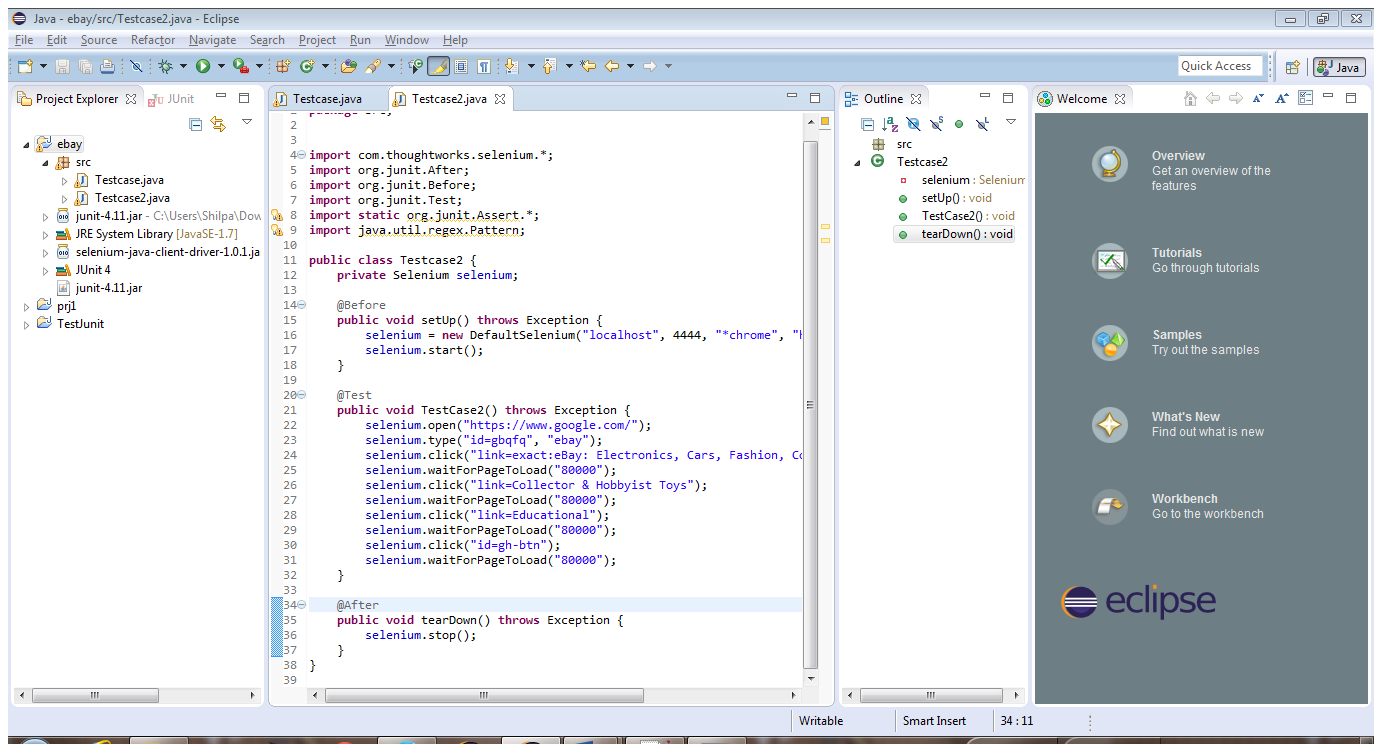 Java - ebay/src/Testcase2.java - Eclipse
File Edit Source Refactor Navigate Search Project Run Window Help
Quick Access
Java
Project Explorer JUnit
ebay
src
Testcase.java
Testcase2.java
junit-4.11.jar - C:\Users\Shilpa\Dow
JRE System Library [JavaSE-1.7]
selenium-java-client-driver-1.0.1.ja
JUnit 4
junit-4.11.jar
prj1
TestJunit
Testcase.java Testcase2.java
2
3
4 import com.thoughtworks.selenium.*;
5 import org.junit.After;
6 import org.junit.Before;
7 import org.junit.Test;
8 import static org.junit.Assert.*;
9 import java.util.regex.Pattern;
10
11 public class Testcase2 {
12 private Selenium selenium;
13
14 @Before
15 public void setUp() throws Exception {
16 selenium = new DefaultSelenium("localhost", 4444, "*chrome", "h
17 selenium.start();
18 }
19
20 @Test
21 public void TestCase2() throws Exception {
22 selenium.open("https://www.google.com/");
23 selenium.type("id=gbqfq", "ebay");
24 selenium.click("link=exact:eBay: Electronics, Cars, Fashion, Co
25 selenium.waitForPageToLoad("80000");
26 selenium.click("link=Collector & Hobbyist Toys");
27 selenium.waitForPageToLoad("80000");
28 selenium.click("link=Educational");
29 selenium.waitForPageToLoad("80000");
30 selenium.click("id=gh-btn");
31 selenium.waitForPageToLoad("80000");
32 }
33
34 @After
35 public void tearDown() throws Exception {
36 selenium.stop();
37 }
38 }
39
Outline
src
Testcase2
selenium : Selenium
setUp() : void
TestCase2() : void
tearDown() : void
Welcome
Overview
Get an overview of the
features
Tutorials
Go through tutorials
Samples
Try out the samples
What's New
Find out what is new
Workbench
Go to the workbench
eclipse
Writable Smart Insert 34 : 11